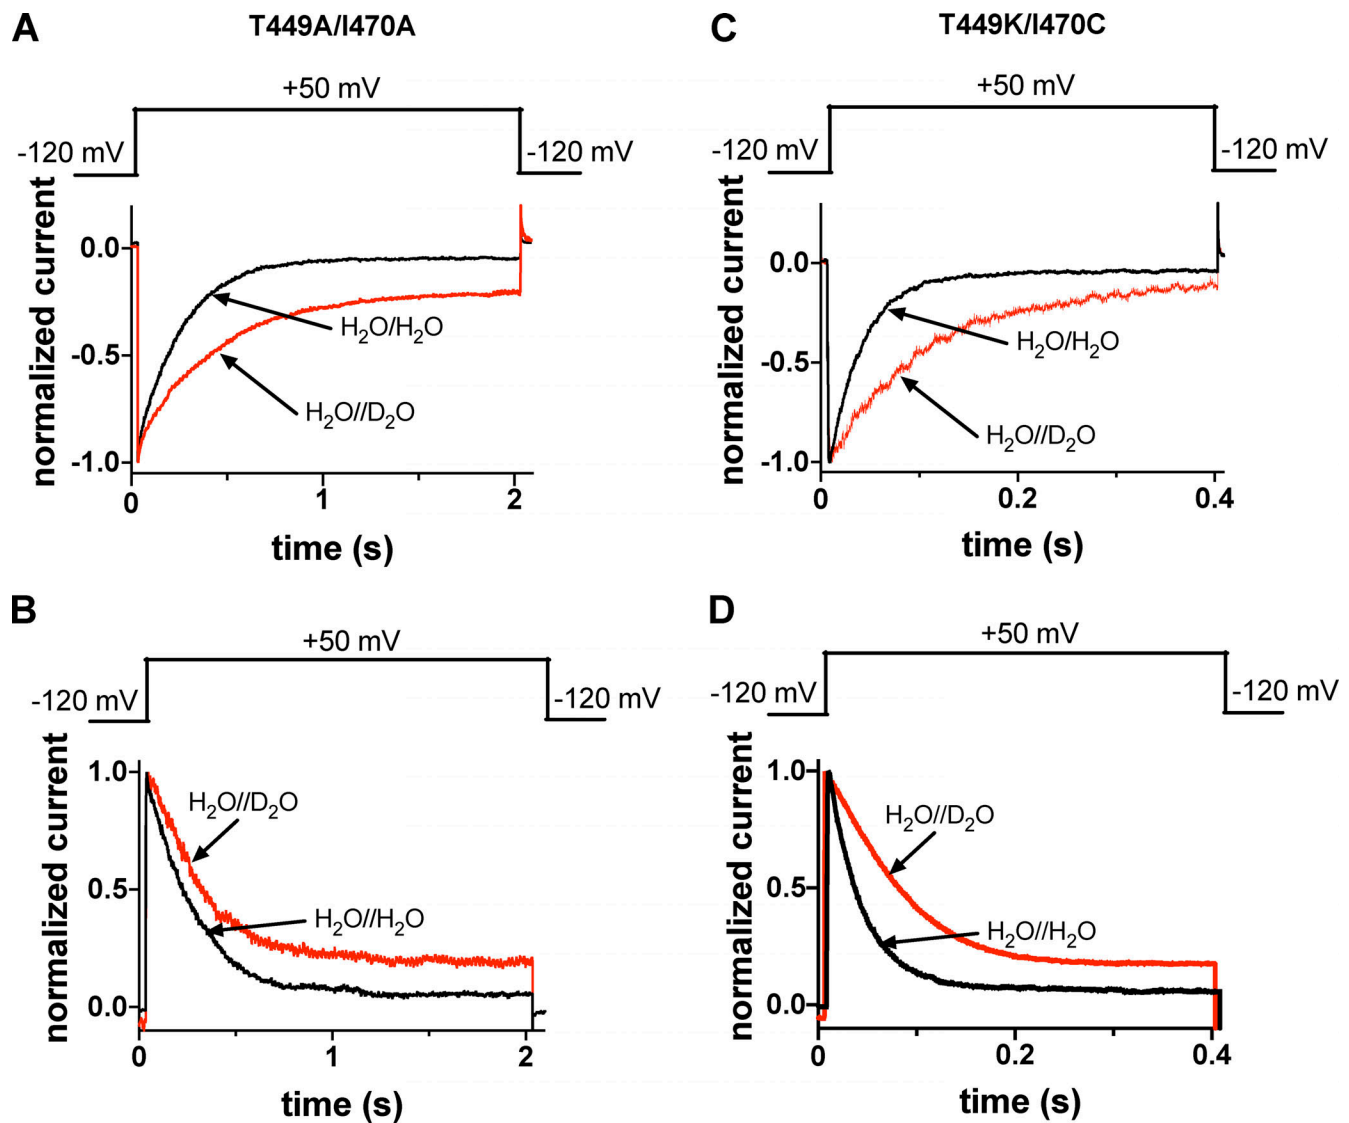 A
T449A/I470A
+50 mV
-120 mV
-120 mV
normalized current
0.0
-0.5
-1.0
H₂O/H₂O
H₂O//D₂O
0
1
2
time (s)
C
T449K/I470C
+50 mV
-120 mV
-120 mV
normalized current
0.0
-0.5
-1.0
H₂O/H₂O
H₂O//D₂O
0
0.2
0.4
time (s)
B
+50 mV
-120 mV
-120 mV
normalized current
1.0
0.5
0.0
H₂O//D₂O
H₂O//H₂O
0
1
2
time (s)
D
+50 mV
-120 mV
-120 mV
normalized current
1.0
0.5
0.0
H₂O//D₂O
H₂O//H₂O
0
0.2
0.4
time (s)